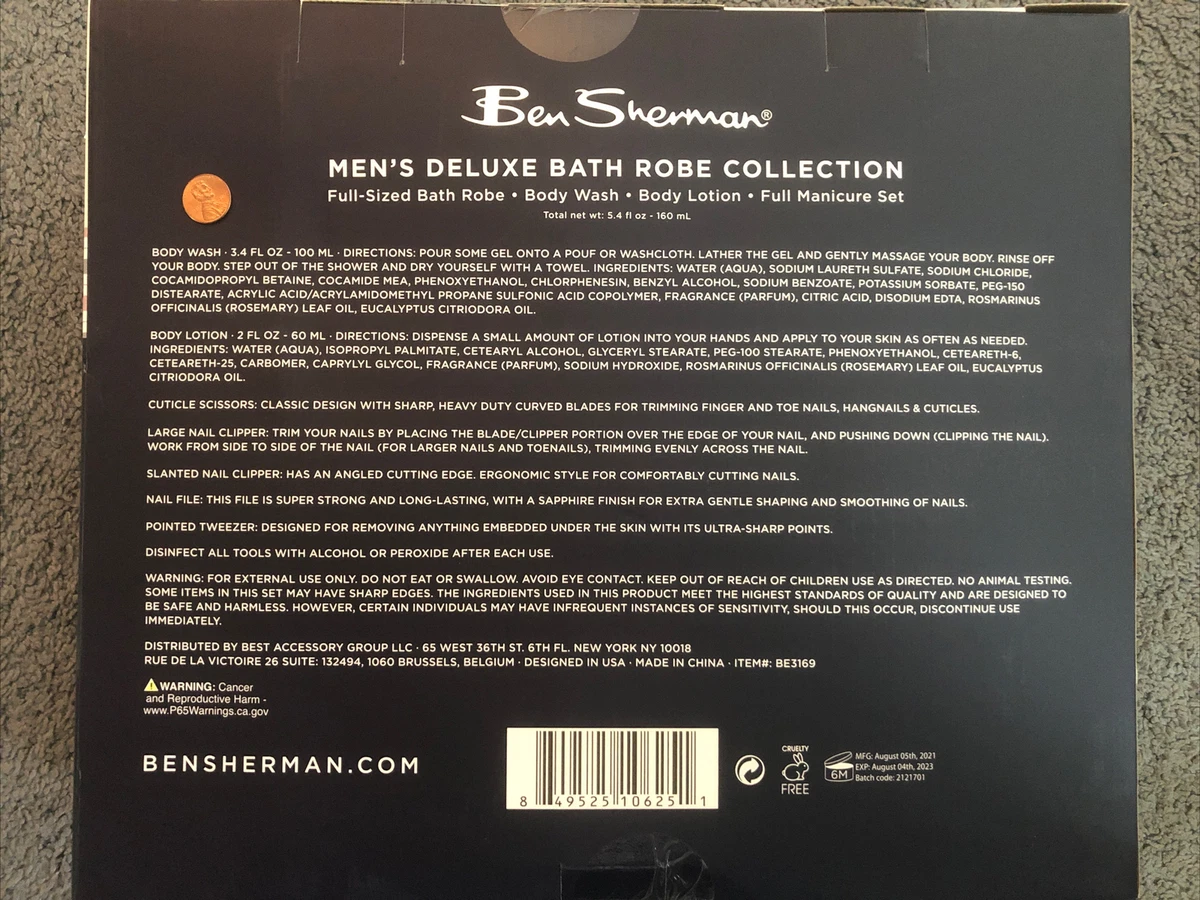 Ben Sherman®
MEN'S DELUXE BATH ROBE COLLECTION
Full-Sized Bath Robe • Body Wash • Body Lotion • Full Manicure Set
Total net wt: 5.4 fl oz - 160 mL
BODY WASH · 3.4 FL OZ - 100 ML · DIRECTIONS: POUR SOME GEL ONTO A POUF OR WASHCLOTH. LATHER THE GEL AND GENTLY MASSAGE YOUR BODY. RINSE OFF
YOUR BODY. STEP OUT OF THE SHOWER AND DRY YOURSELF WITH A TOWEL. INGREDIENTS: WATER (AQUA), SODIUM LAURETH SULFATE, SODIUM CHLORIDE,
COCAMIDOPROPYL BETAINE, COCAMIDE MEA, PHENOXYETHANOL, CHLORPHENESIN, BENZYL ALCOHOL, SODIUM BENZOATE, POTASSIUM SORBATE, PEG-150
DISTEARATE, ACRYLIC ACID/ACRYLAMIDOMETHYL PROPANE SULFONIC ACID COPOLYMER, FRAGRANCE (PARFUM), CITRIC ACID, DISODIUM EDTA, ROSMARINUS
OFFICINALIS (ROSEMARY) LEAF OIL, EUCALYPTUS CITRIODORA OIL.
BODY LOTION · 2 FL OZ - 60 ML · DIRECTIONS: DISPENSE A SMALL AMOUNT OF LOTION INTO YOUR HANDS AND APPLY TO YOUR SKIN AS OFTEN AS NEEDED.
INGREDIENTS: WATER (AQUA), ISOPROPYL PALMITATE, CETEARYL ALCOHOL, GLYCERYL STEARATE, PEG-100 STEARATE, PHENOXYETHANOL, CETEARETH-6,
CETEARETH-25, CARBOMER, CAPRYLYL GLYCOL, FRAGRANCE (PARFUM), SODIUM HYDROXIDE, ROSMARINUS OFFICINALIS (ROSEMARY) LEAF OIL, EUCALYPTUS
CITRIODORA OIL.
CUTICLE SCISSORS: CLASSIC DESIGN WITH SHARP, HEAVY DUTY CURVED BLADES FOR TRIMMING FINGER AND TOE NAILS, HANGNAILS & CUTICLES.
LARGE NAIL CLIPPER: TRIM YOUR NAILS BY PLACING THE BLADE/CLIPPER PORTION OVER THE EDGE OF YOUR NAIL, AND PUSHING DOWN (CLIPPING THE NAIL).
WORK FROM SIDE TO SIDE OF THE NAIL (FOR LARGER NAILS AND TOENAILS), TRIMMING EVENLY ACROSS THE NAIL.
SLANTED NAIL CLIPPER: HAS AN ANGLED CUTTING EDGE. ERGONOMIC STYLE FOR COMFORTABLY CUTTING NAILS.
NAIL FILE: THIS FILE IS SUPER STRONG AND LONG-LASTING, WITH A SAPPHIRE FINISH FOR EXTRA GENTLE SHAPING AND SMOOTHING OF NAILS.
POINTED TWEEZER: DESIGNED FOR REMOVING ANYTHING EMBEDDED UNDER THE SKIN WITH ITS ULTRA-SHARP POINTS.
DISINFECT ALL TOOLS WITH ALCOHOL OR PEROXIDE AFTER EACH USE.
WARNING: FOR EXTERNAL USE ONLY. DO NOT EAT OR SWALLOW. AVOID EYE CONTACT. KEEP OUT OF REACH OF CHILDREN USE AS DIRECTED. NO ANIMAL TESTING.
SOME ITEMS IN THIS SET MAY HAVE SHARP EDGES. THE INGREDIENTS USED IN THIS PRODUCT MEET THE HIGHEST STANDARDS OF QUALITY AND ARE DESIGNED TO
BE SAFE AND HARMLESS. HOWEVER, CERTAIN INDIVIDUALS MAY HAVE INFREQUENT INSTANCES OF SENSITIVITY, SHOULD THIS OCCUR, DISCONTINUE USE
IMMEDIATELY.
DISTRIBUTED BY BEST ACCESSORY GROUP LLC · 65 WEST 36TH ST. 6TH FL. NEW YORK NY 10018
RUE DE LA VICTOIRE 26 SUITE: 132494, 1060 BRUSSELS, BELGIUM · DESIGNED IN USA · MADE IN CHINA · ITEM#: BE3169
WARNING: Cancer
and Reproductive Harm -
www.P65Warnings.ca.gov
BENSHERMAN.COM
8 49525 10625 1
CRUELTY
FREE
6M
MFG: August 05th, 2021
EXP: August 04th, 2023
Batch code: 2121701